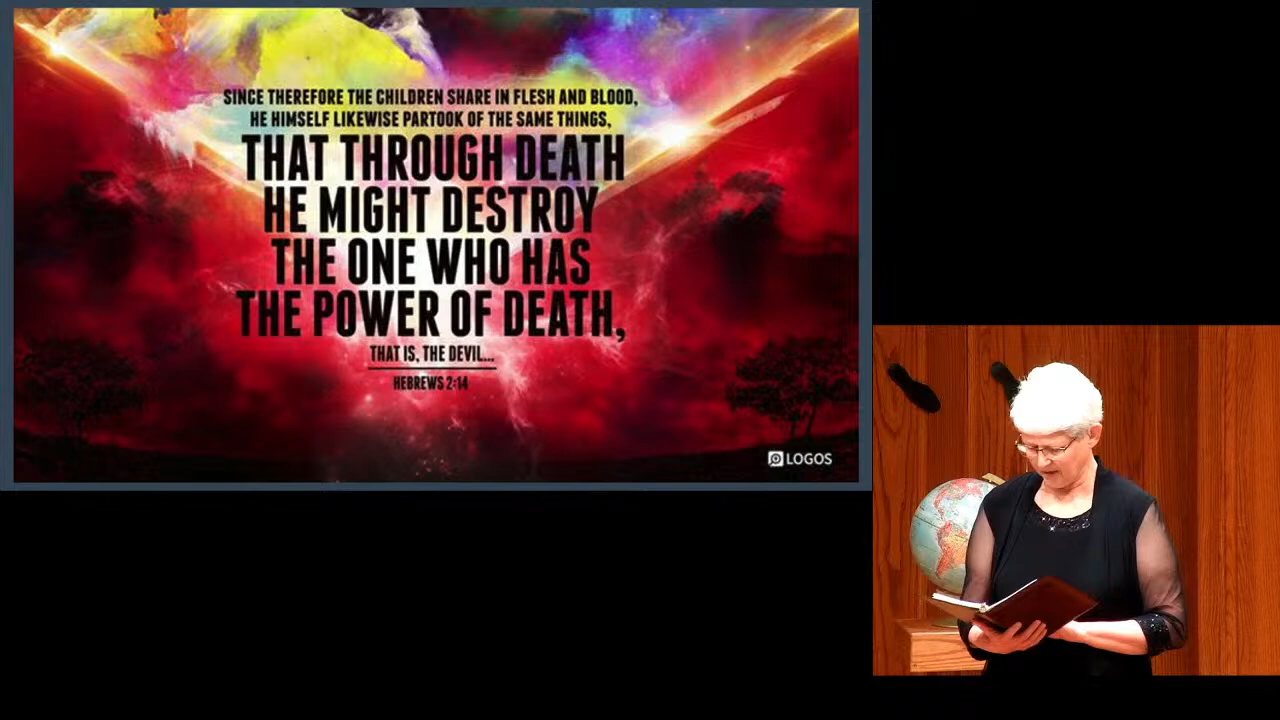 SINCE THEREFORE THE CHILDREN SHARE IN FLESH AND BLOOD,
HE HIMSELF LIKEWISE PARTOOK OF THE SAME THINGS,
THAT THROUGH DEATH
HE MIGHT DESTROY
THE ONE WHO HAS
THE POWER OF DEATH,
THAT IS, THE DEVIL...
HEBREWS 2:14
LOGOS